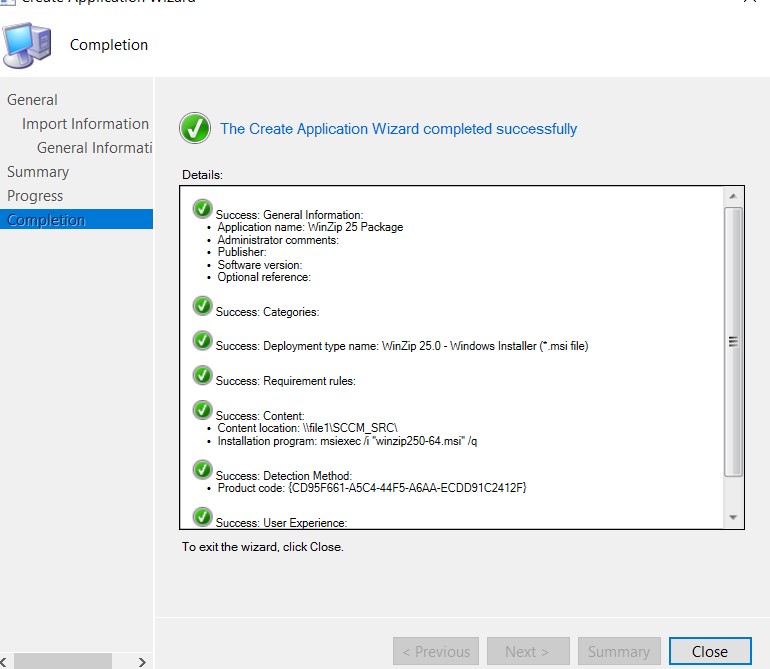 Create Application Wizard
Completion
General
Import Information
General Informati
Summary
Progress
Completion
The Create Application Wizard completed successfully
Details:
Success: General Information:
• Application name: WinZip 25 Package
• Administrator comments:
• Publisher:
• Software version:
• Optional reference:
Success: Categories:
Success: Deployment type name: WinZip 25.0 - Windows Installer (*.msi file)
Success: Requirement rules:
Success: Content:
• Content location: \\file1\SCCM_SRC\
• Installation program: msiexec /i "winzip250-64.msi" /q
Success: Detection Method:
• Product code: {CD95F661-A5C4-44F5-A6AA-ECDD91C2412F}
Success: User Experience:
To exit the wizard, click Close.
< Previous
Next >
Summary
Close